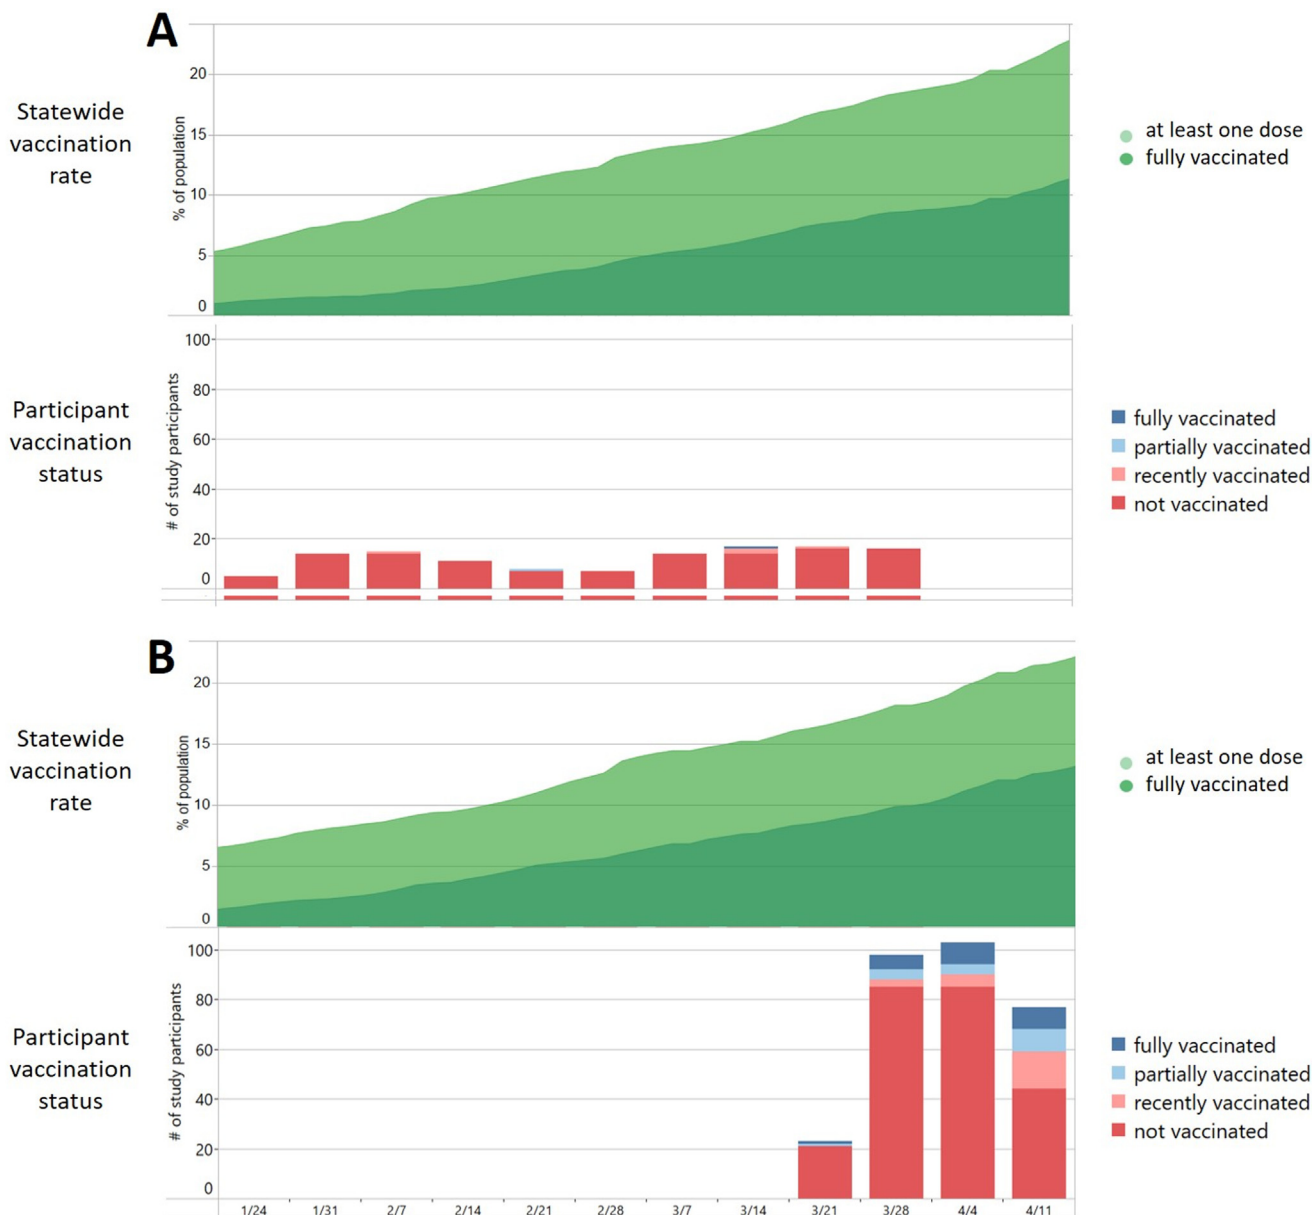 A
Statewide
vaccination
rate
% of population
20
15
10
5
0
at least one dose
fully vaccinated
Participant
vaccination
status
# of study participants
100
80
60
40
20
0
fully vaccinated
partially vaccinated
recently vaccinated
not vaccinated
B
Statewide
vaccination
rate
% of population
20
15
10
5
0
at least one dose
fully vaccinated
Participant
vaccination
status
# of study participants
100
80
60
40
20
0
fully vaccinated
partially vaccinated
recently vaccinated
not vaccinated
1/24 1/31 2/7 2/14 2/21 2/28 3/7 3/14 3/21 3/28 4/4 4/11